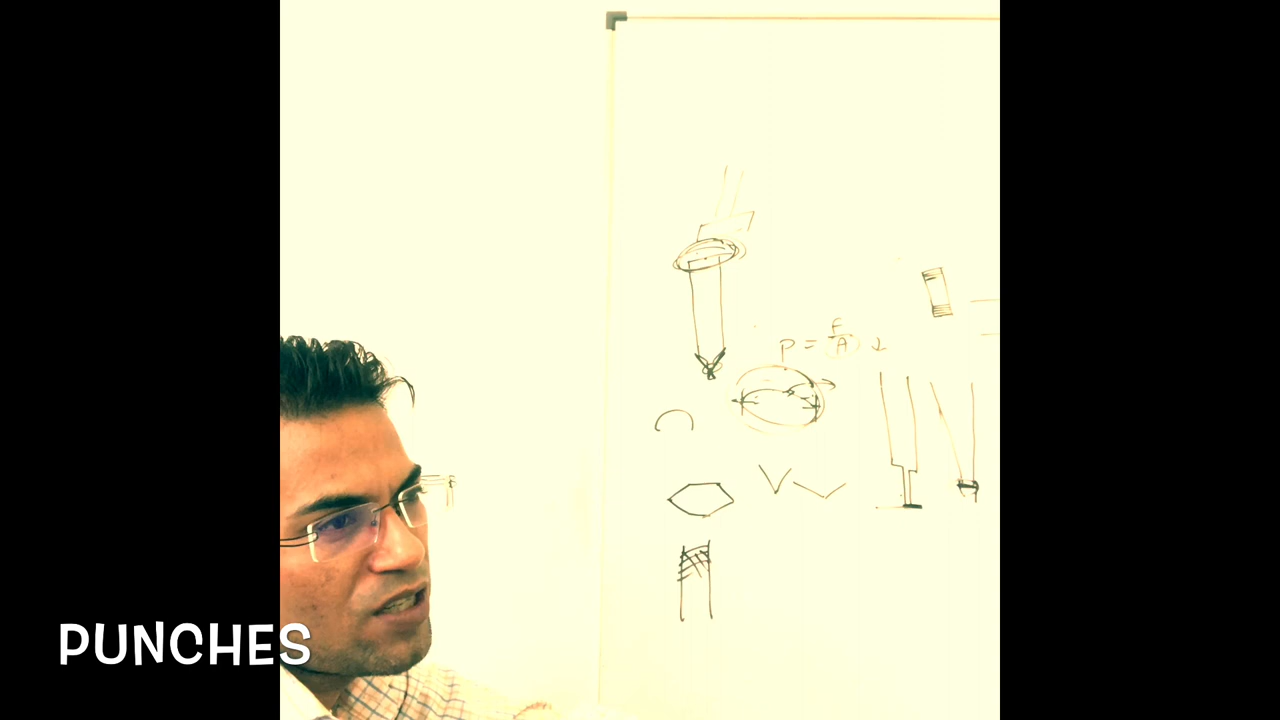 P = F/A ↓
PUNCHES